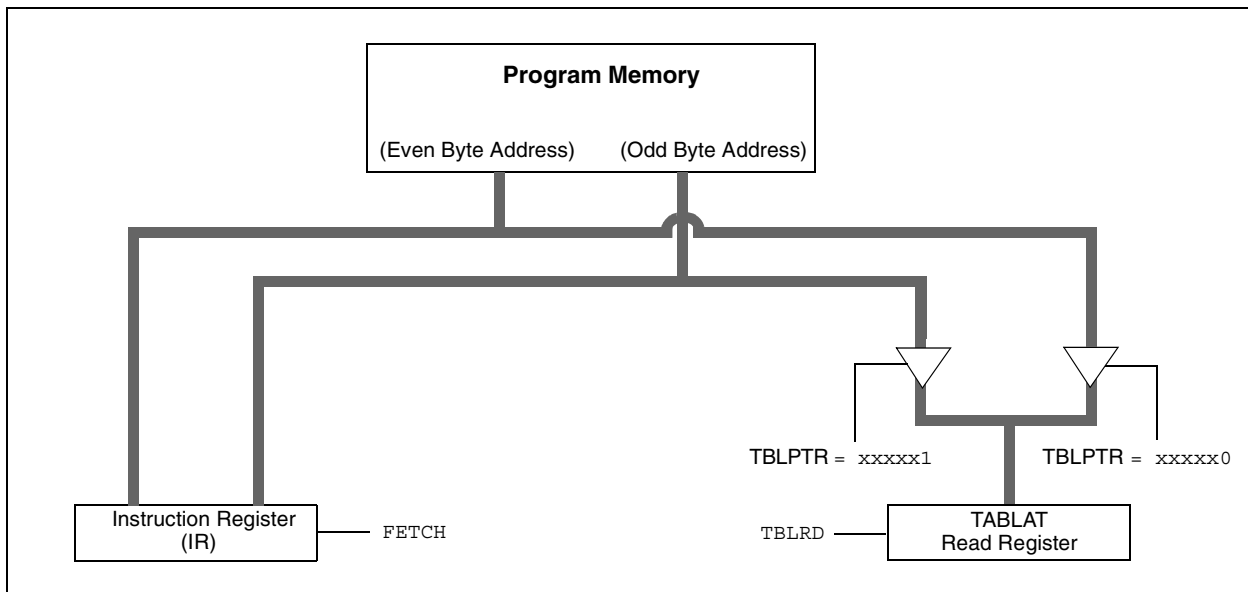 Program Memory
(Even Byte Address) (Odd Byte Address)
TBLPTR = xxxxx1
TBLPTR = xxxxx0
Instruction Register
(IR)
FETCH
TBLRD
TABLAT
Read Register